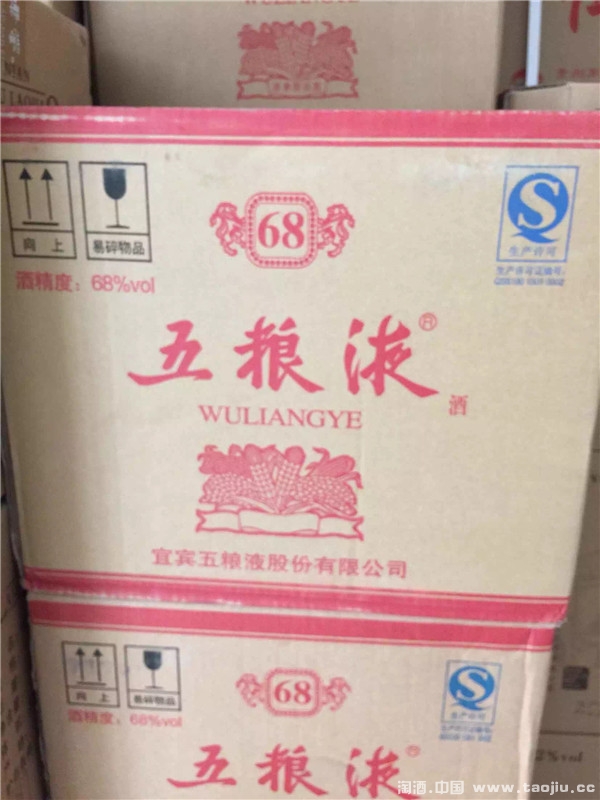 68
向上
易碎物品
生产许可
酒精度：68%vol
五粮液
酒
WULIANGYE
宜宾五粮液股份有限公司
68
向上
易碎物品
生产许可
酒精度：68%vol
五粮液
淘酒.中国 www.taojiu.cc